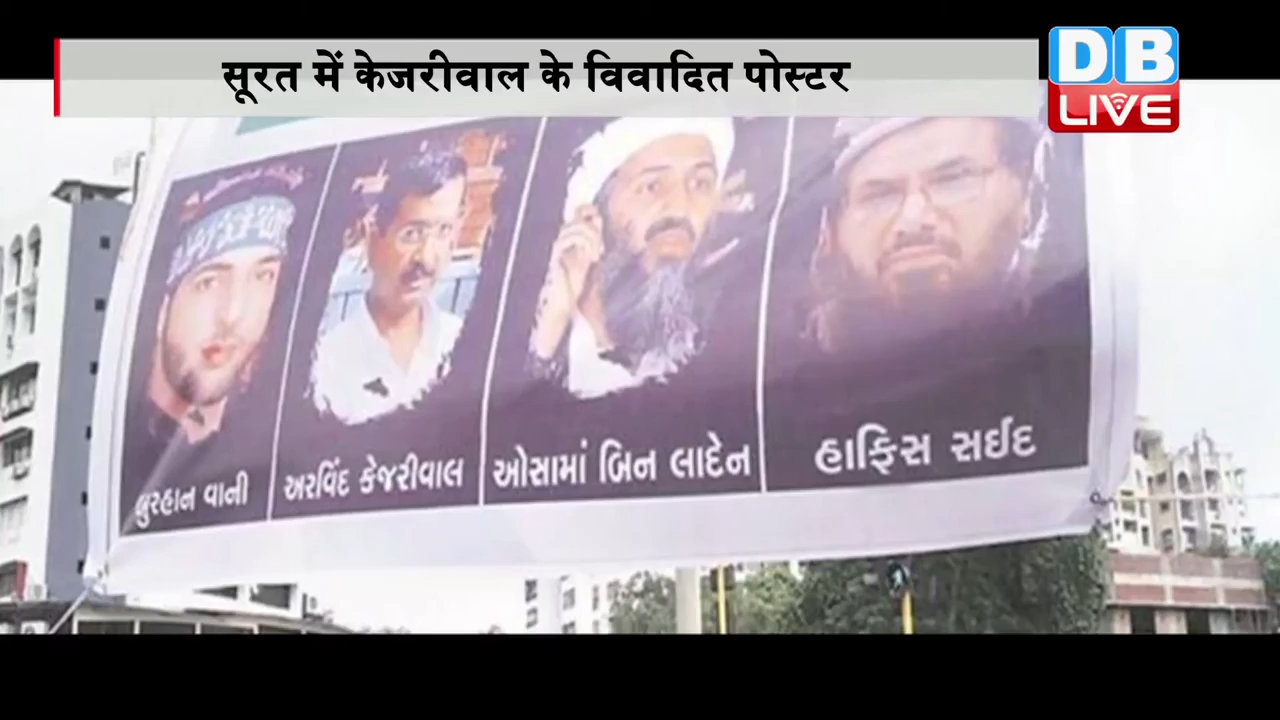 सूरत में केजरीवाल के विवादित पोस्टर
DB
LIVE
બુરહાન વાની
અરવિંદ કેજરીવાલ
ઓસામાં બિન લાદેન
હાફિસ સઈદ